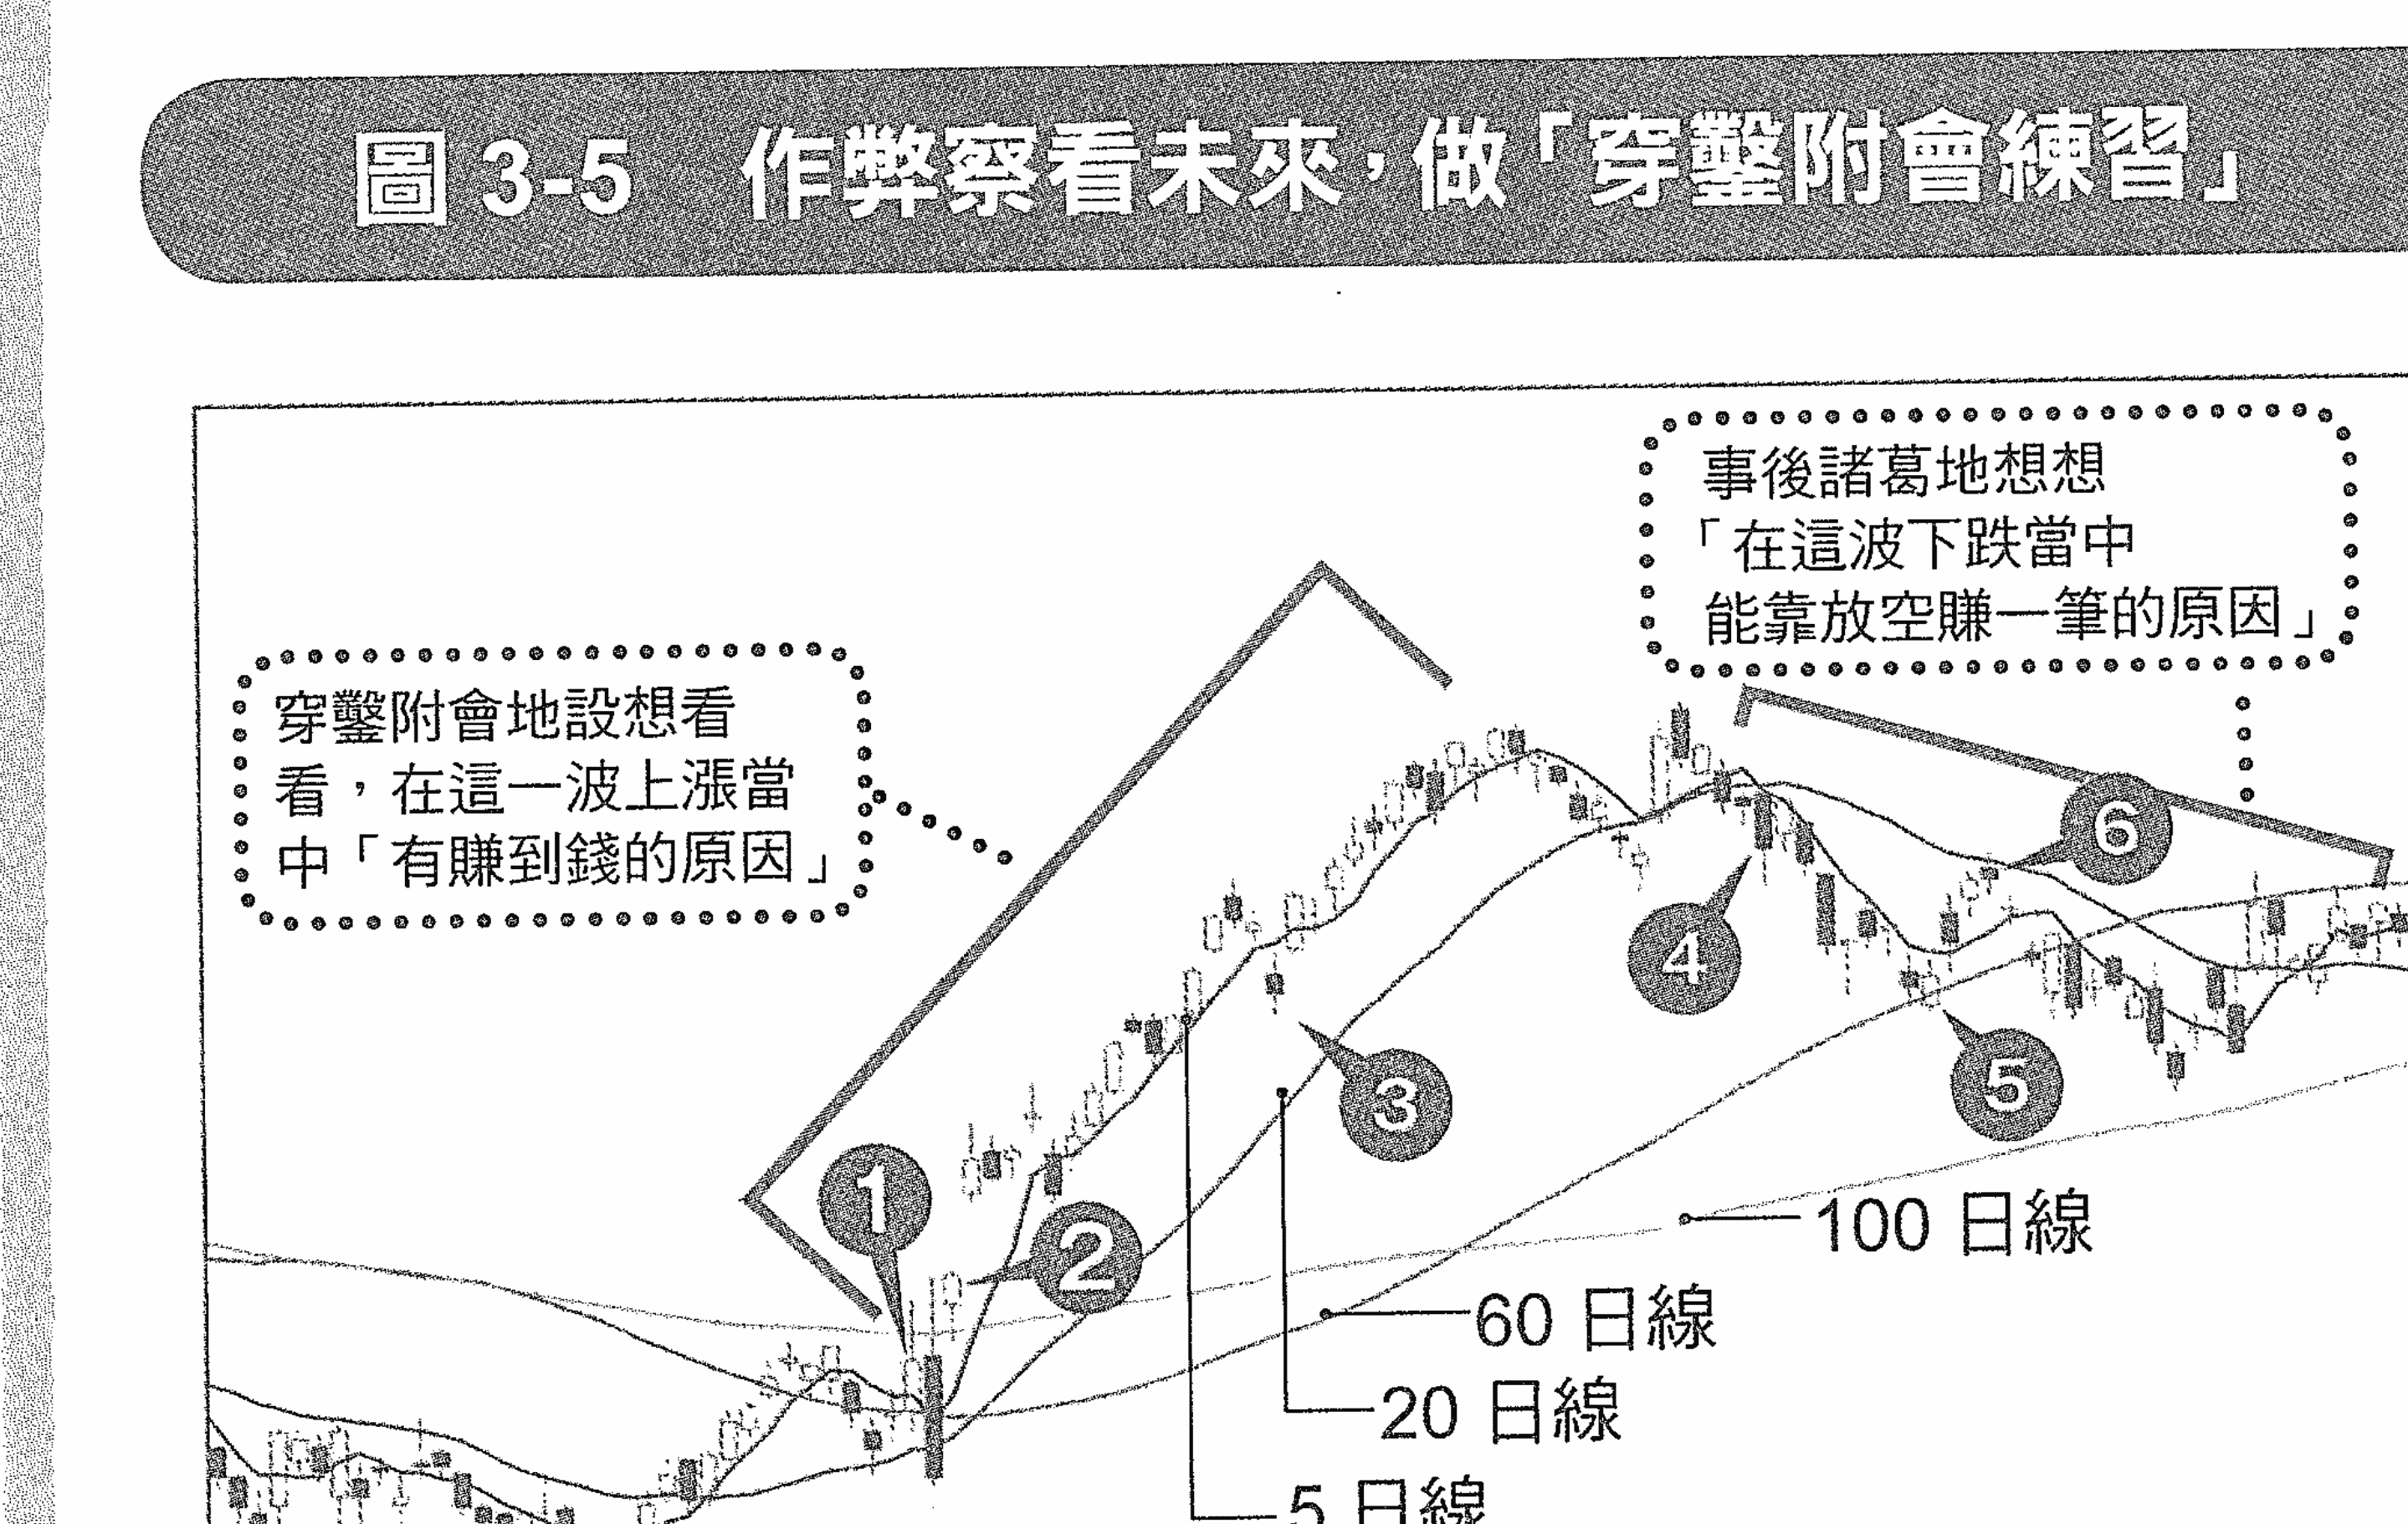 圖 3-5 作弊察看未來，做「穿鑿附會練習」
事後諸葛地想想
「在這波下跌當中
能靠放空賺一筆的原因」
穿鑿附會地設想看
看，在這一波上漲當
中「有賺到錢的原因」
6
4
5
3
1
2
100 日線
60 日線
20 日線
5 日線